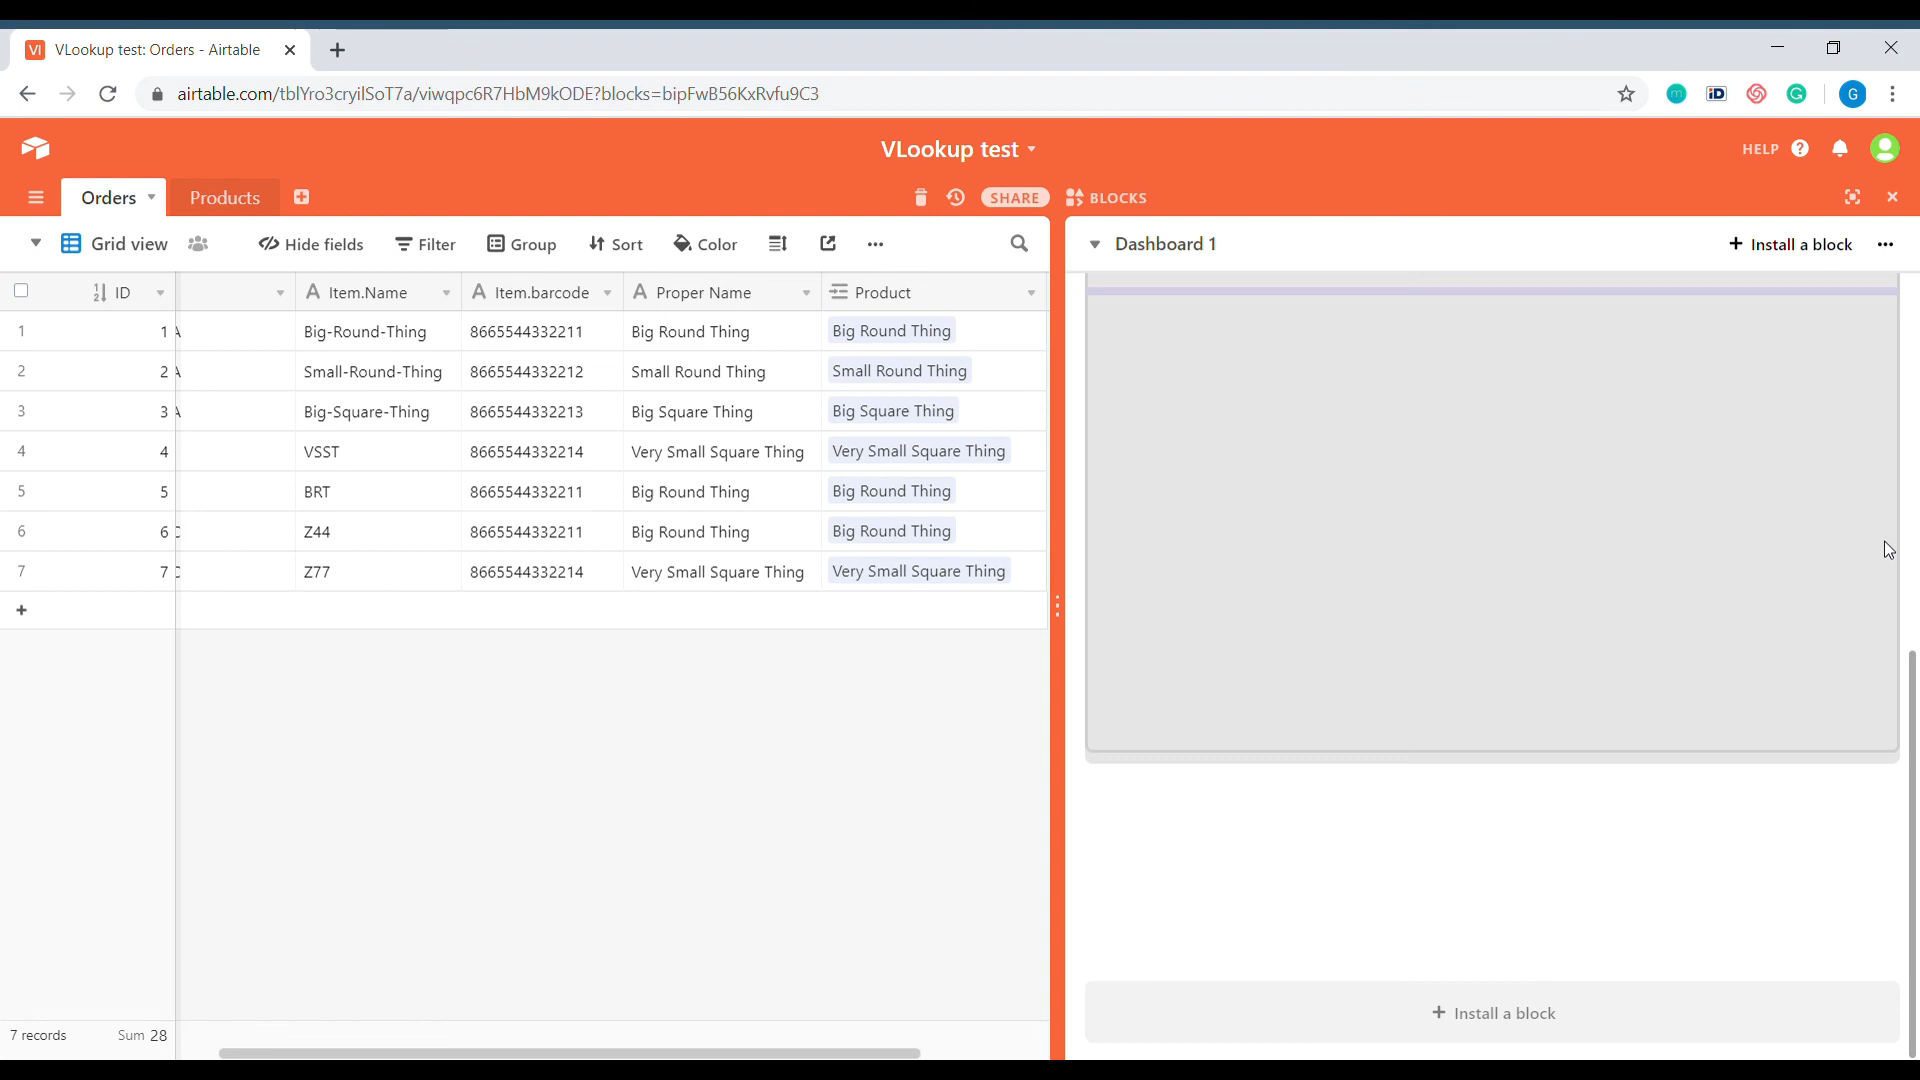 VLookup test: Orders - Airtable
airtable.com/tblYro3cryilSoT7a/viwqpc6R7HbM9kODE?blocks=bipFwB56KxRvfu9C3
iD
G
G
VLookup test
HELP
Orders
Products
SHARE
BLOCKS
Grid view
Hide fields
Filter
Group
Sort
Color
Dashboard 1
+ Install a block
ID Item.Name Item.barcode Proper Name Product
1 1 Big-Round-Thing 8665544332211 Big Round Thing Big Round Thing
2 2 Small-Round-Thing 8665544332212 Small Round Thing Small Round Thing
3 3 Big-Square-Thing 8665544332213 Big Square Thing Big Square Thing
4 4 VSST 8665544332214 Very Small Square Thing Very Small Square Thing
5 5 BRT 8665544332211 Big Round Thing Big Round Thing
6 6 Z44 8665544332211 Big Round Thing Big Round Thing
7 7 Z77 8665544332214 Very Small Square Thing Very Small Square Thing
+
+ Install a block
7 records Sum 28